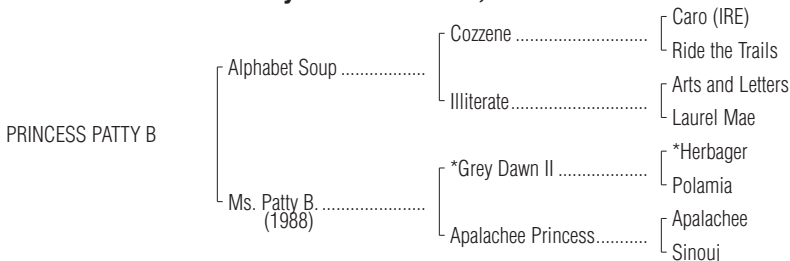 Caro (IRE)
Cozzene ..............................
Ride the Trails
Alphabet Soup ..................
Arts and Letters
Illiterate...............................
Laurel Mae
PRINCESS PATTY B
*Herbager
*Grey Dawn II ....................
Polamia
Ms. Patty B. .......................
(1988)
Apalachee
Apalachee Princess...........
Sinouj